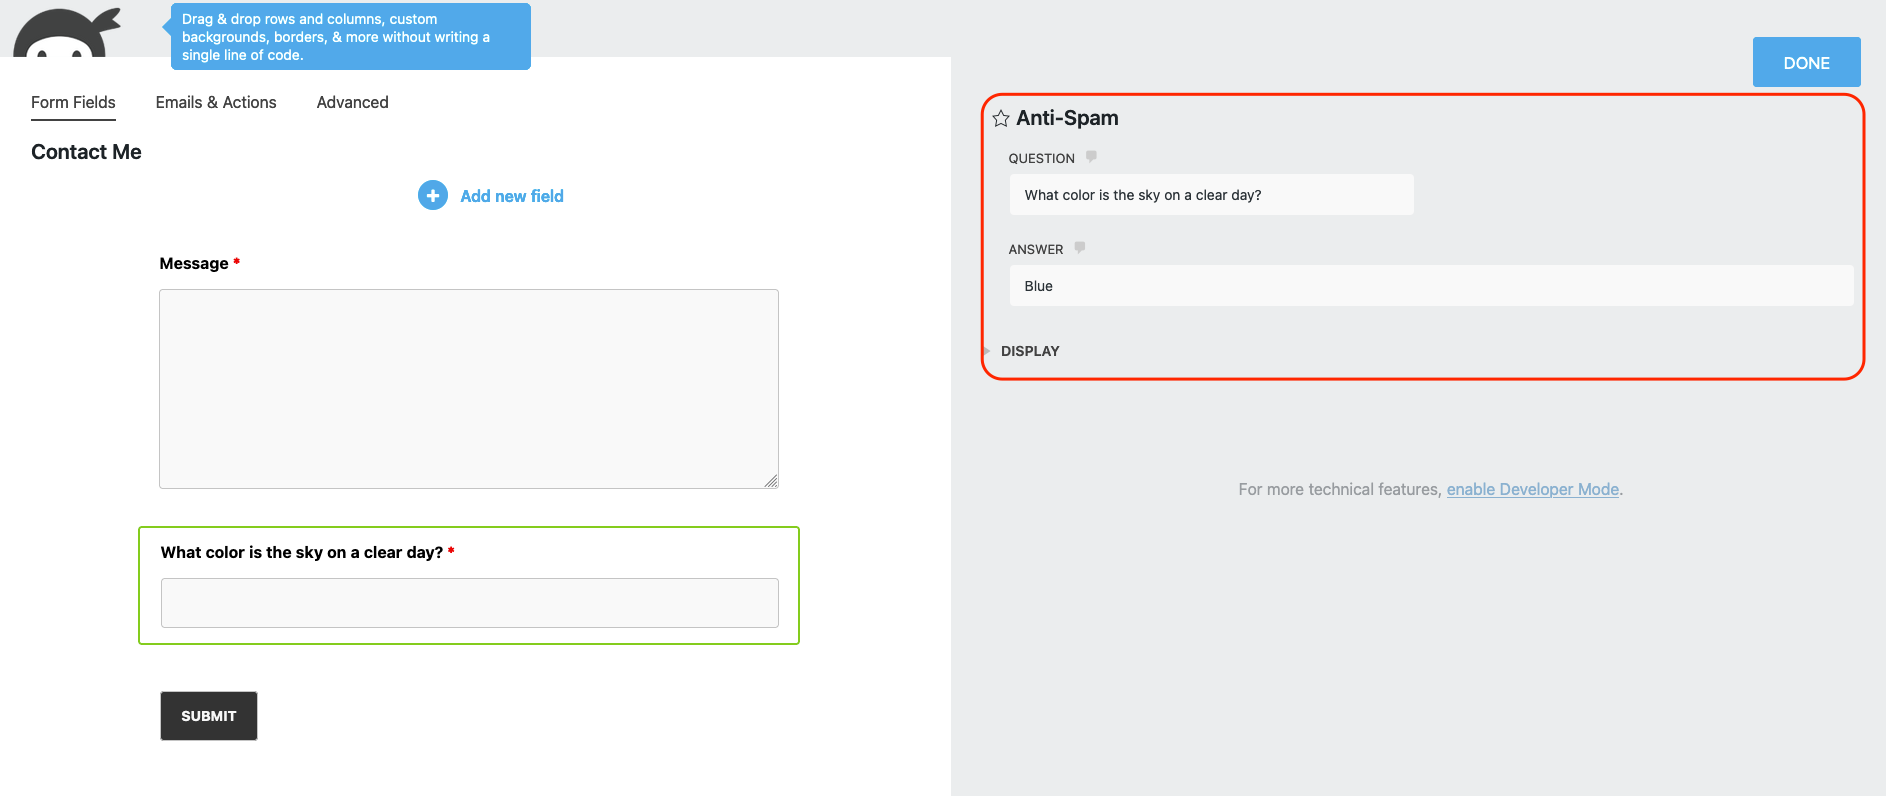 Drag & drop rows and columns, custom
backgrounds, borders, & more without writing a
single line of code.
DONE
Form Fields
Emails & Actions
Advanced
Contact Me
+ Add new field
Message *
What color is the sky on a clear day? *
SUBMIT
Anti-Spam
QUESTION
What color is the sky on a clear day?
ANSWER
Blue
DISPLAY
For more technical features, enable Developer Mode.